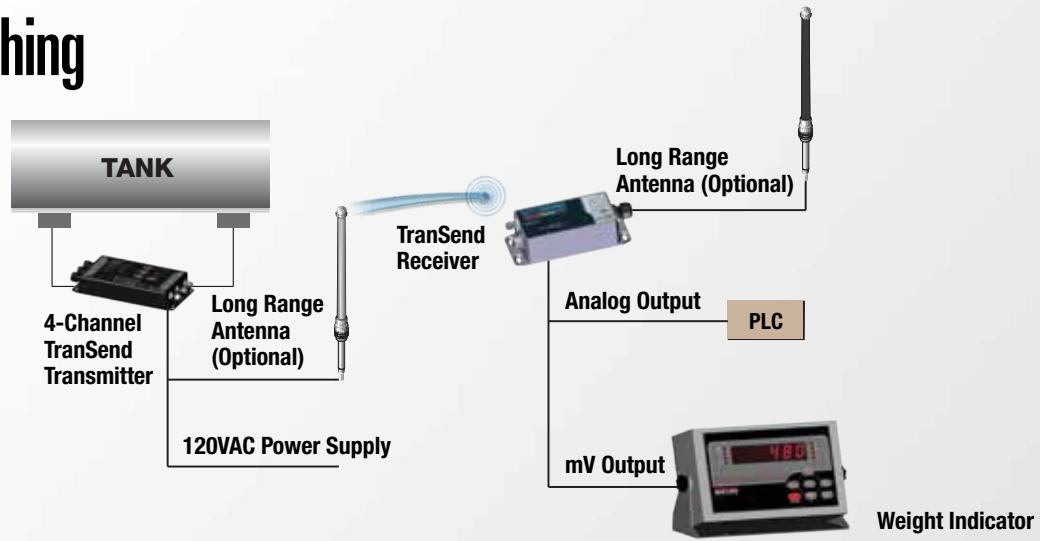 hing
TANK
4-Channel
TranSend
Transmitter
Long Range
Antenna
(Optional)
120VAC Power Supply
TranSend
Receiver
Long Range
Antenna (Optional)
Analog Output
PLC
mV Output
480
Weight Indicator